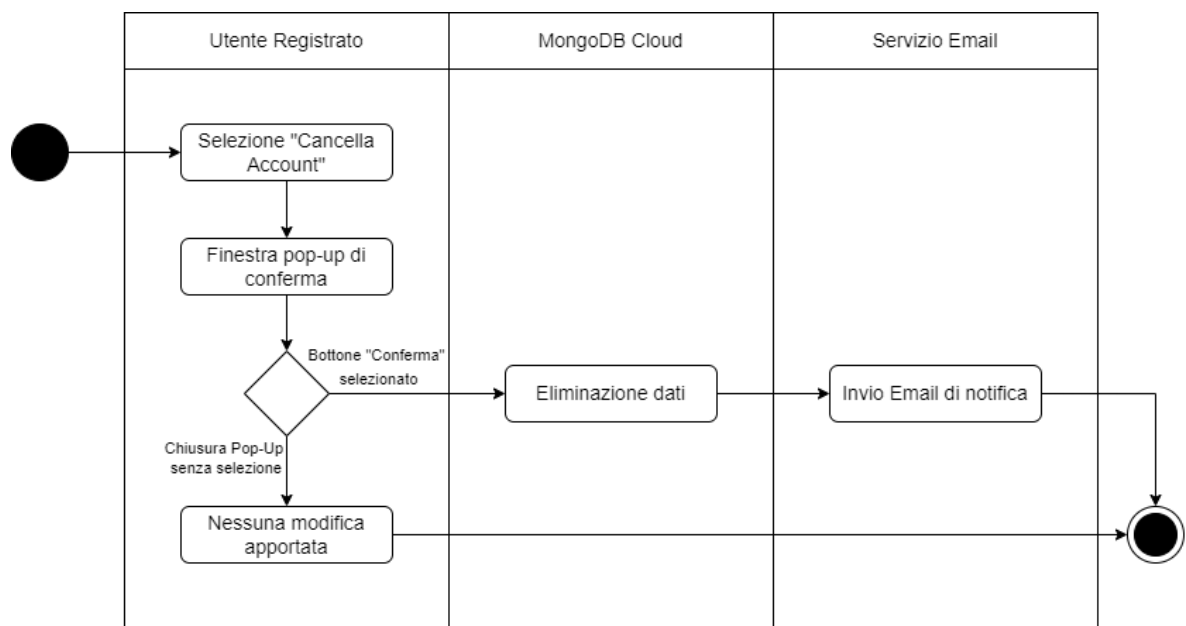 Utente Registrato
MongoDB Cloud
Servizio Email
Selezione "Cancella
Account"
Finestra pop-up di
conferma
Bottone "Conferma"
selezionato
Eliminazione dati
Invio Email di notifica
Chiusura Pop-Up
senza selezione
Nessuna modifica
apportata